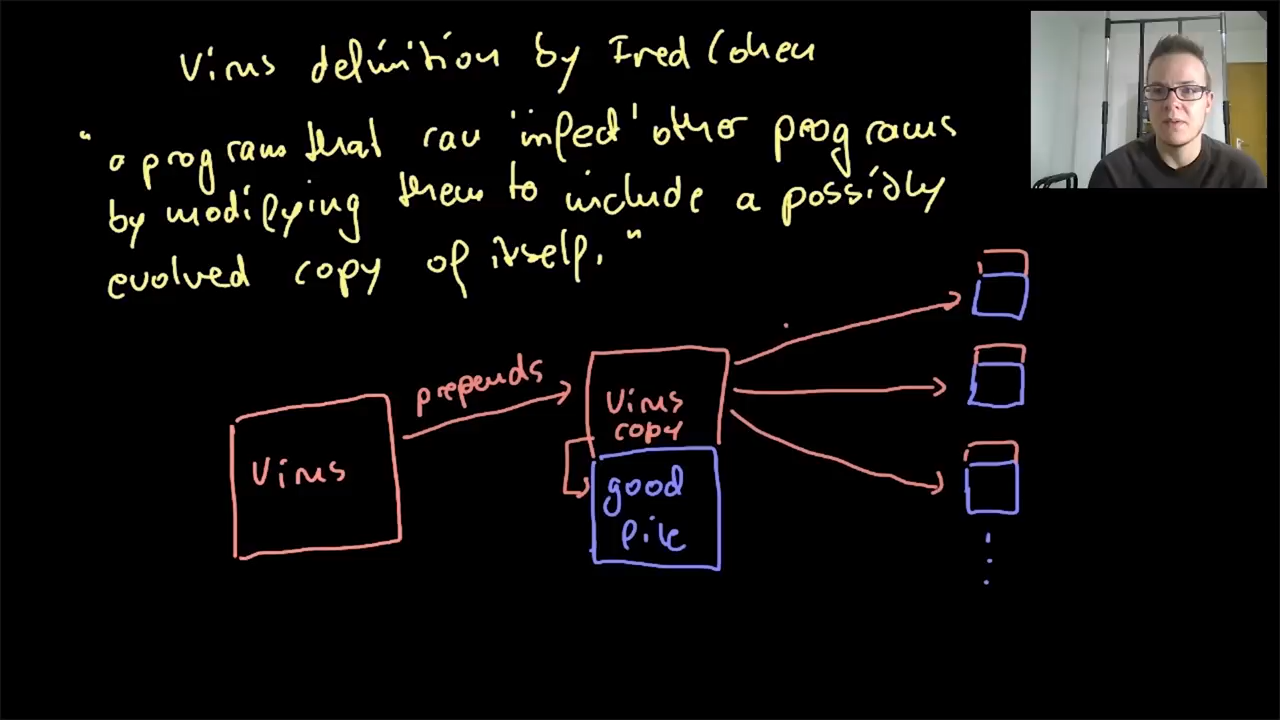 Virus definition by Fred Cohen
"a program that can 'infect' other programs
by modifying them to include a possibly
evolved copy of itself."
prepends
Virus
copy
Virus
good
file